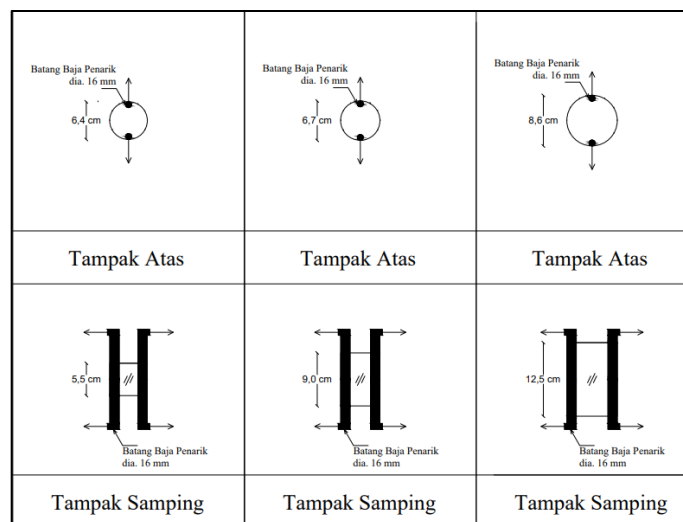 Batang Baja Penarik
dia. 16 mm
6,4 cm
Batang Baja Penarik
dia. 16 mm
6,7 cm
Batang Baja Penarik
dia. 16 mm
8,6 cm
Tampak Atas
Tampak Atas
Tampak Atas
5,5 cm
Batang Baja Penarik
dia. 16 mm
9,0 cm
Batang Baja Penarik
dia. 16 mm
12,5 cm
Batang Baja Penarik
dia. 16 mm
Tampak Samping
Tampak Samping
Tampak Samping